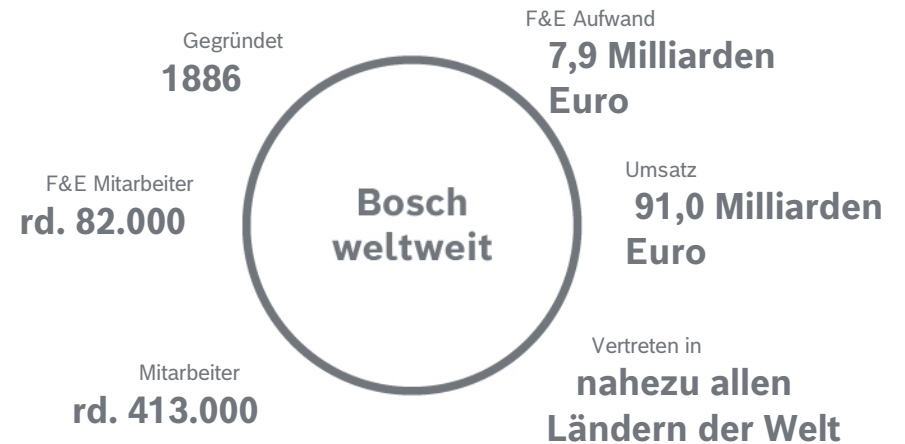 Gegründet
1886
F&E Mitarbeiter
rd. 82.000
Mitarbeiter
rd. 413.000
Bosch
weltweit
F&E Aufwand
7,9 Milliarden
Euro
Umsatz
91,0 Milliarden
Euro
Vertreten in
nahezu allen
Ländern der Welt